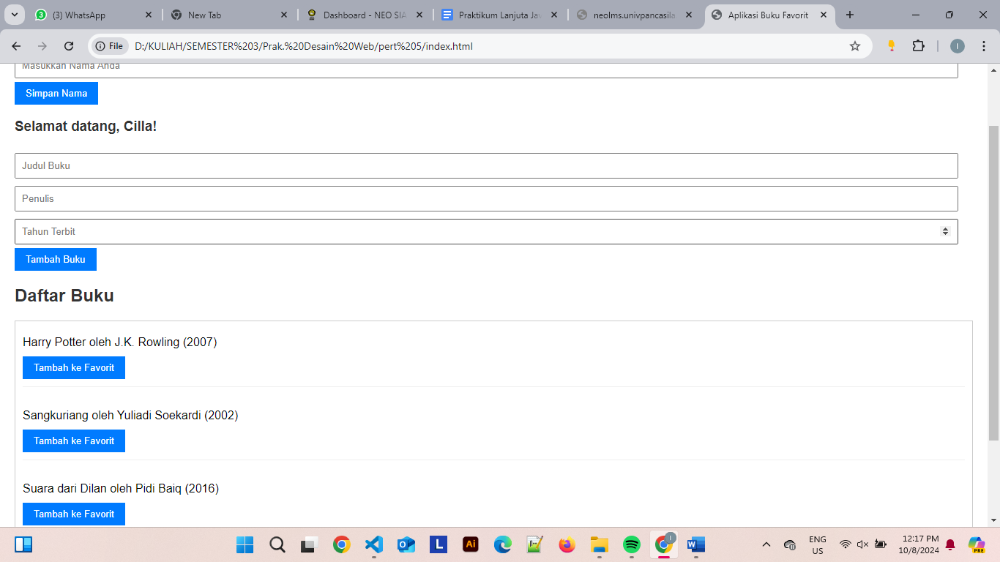 (3) WhatsApp
New Tab
Dashboard - NEO SIA
Praktikum Lanjuta Jav
neolms.univpancasila
Aplikasi Buku Favorit
File
D:/KULIAH/SEMESTER%203/Prak.%20Desain%20Web/pert%205/index.html
I
Masukkan Nama Anda
Simpan Nama
Selamat datang, Cilla!
Judul Buku
Penulis
Tahun Terbit
Tambah Buku
Daftar Buku
Harry Potter oleh J.K. Rowling (2007)
Tambah ke Favorit
Sangkuriang oleh Yuliadi Soekardi (2002)
Tambah ke Favorit
Suara dari Dilan oleh Pidi Baiq (2016)
Tambah ke Favorit
L
Ai
ENG
US
12:17 PM
10/8/2024
PRE